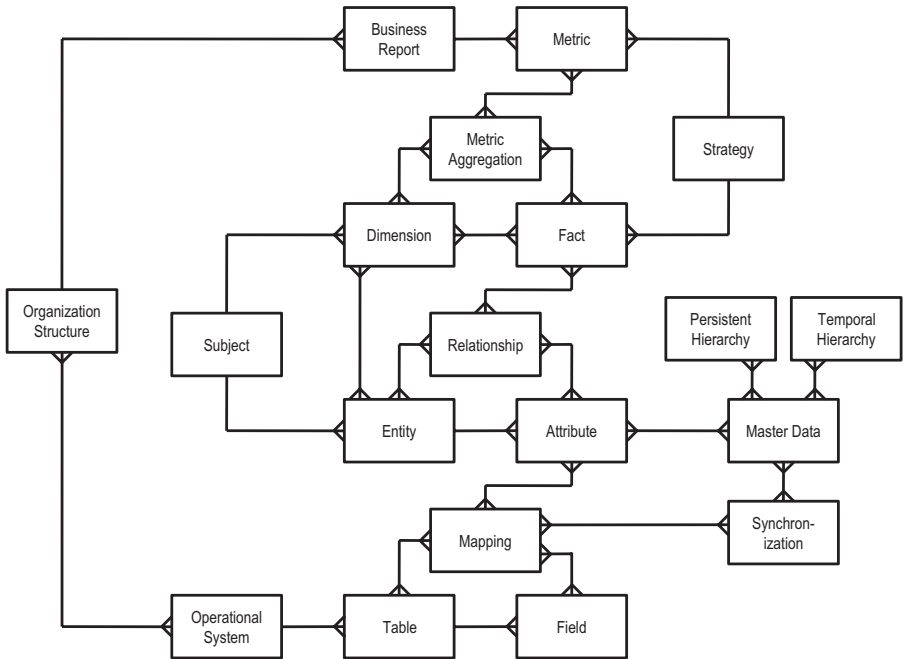 Business
Report
Metric
Metric
Aggregation
Strategy
Dimension
Fact
Organization
Structure
Subject
Relationship
Persistent
Hierarchy
Temporal
Hierarchy
Entity
Attribute
Master Data
Mapping
Synchron-
ization
Operational
System
Table
Field